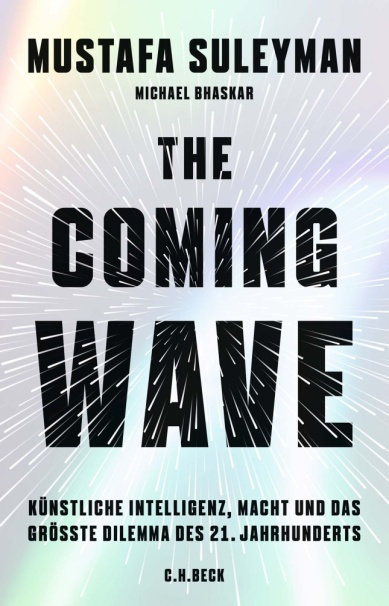 MUSTAFA SULEYMAN
MICHAEL BHASKAR
THE
COMING
WAVE
KÜNSTLICHE INTELLIGENZ, MACHT UND DAS
GRÖSSTE DILEMMA DES 21. JAHRHUNDERTS
C.H.BECK